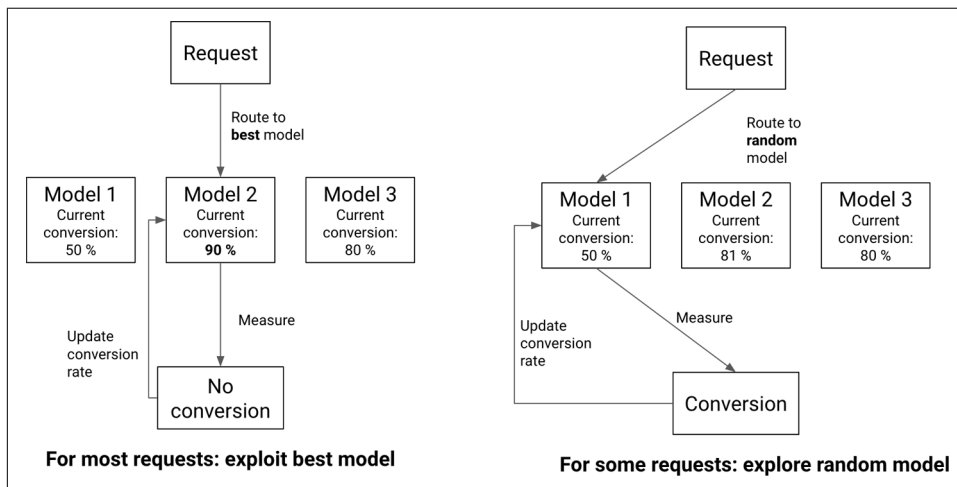 Request
Route to
best model
Model 1
Current
conversion:
50 %
Model 2
Current
conversion:
90 %
Model 3
Current
conversion:
80 %
Measure
Update
conversion
rate
No
conversion
For most requests: exploit best model
Request
Route to
random
model
Model 1
Current
conversion:
50 %
Model 2
Current
conversion:
81 %
Model 3
Current
conversion:
80 %
Measure
Update
conversion
rate
Conversion
For some requests: explore random model